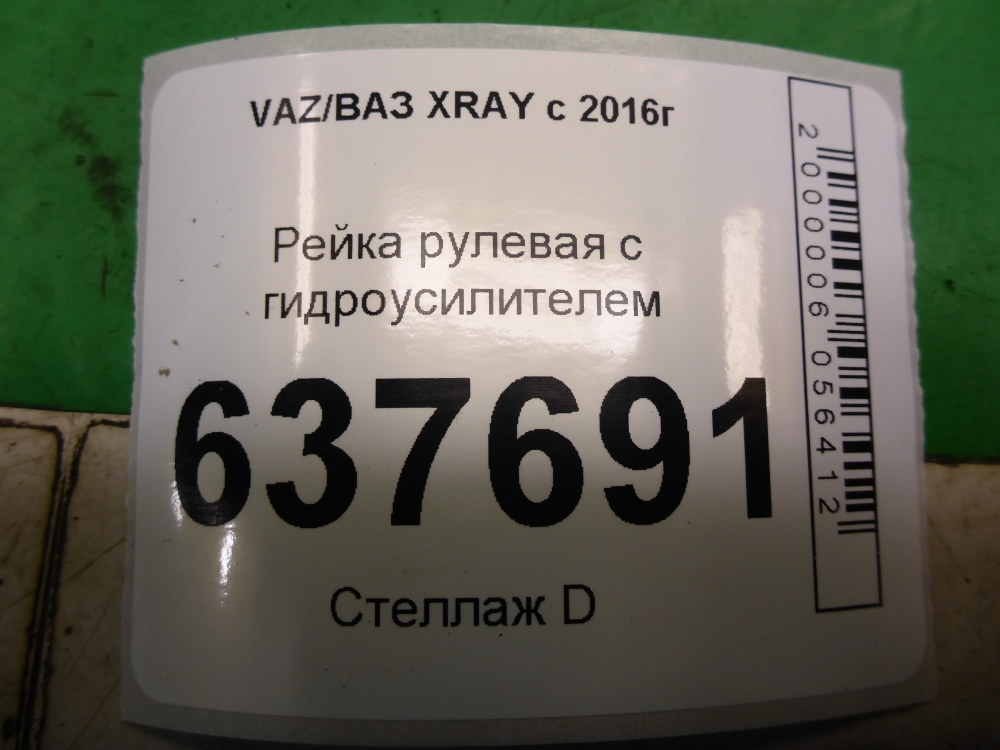 VAZ/ВАЗ XRAY с 2016г
Рейка рулевая с
гидроусилителем
637691
Стеллаж D
2000006056412